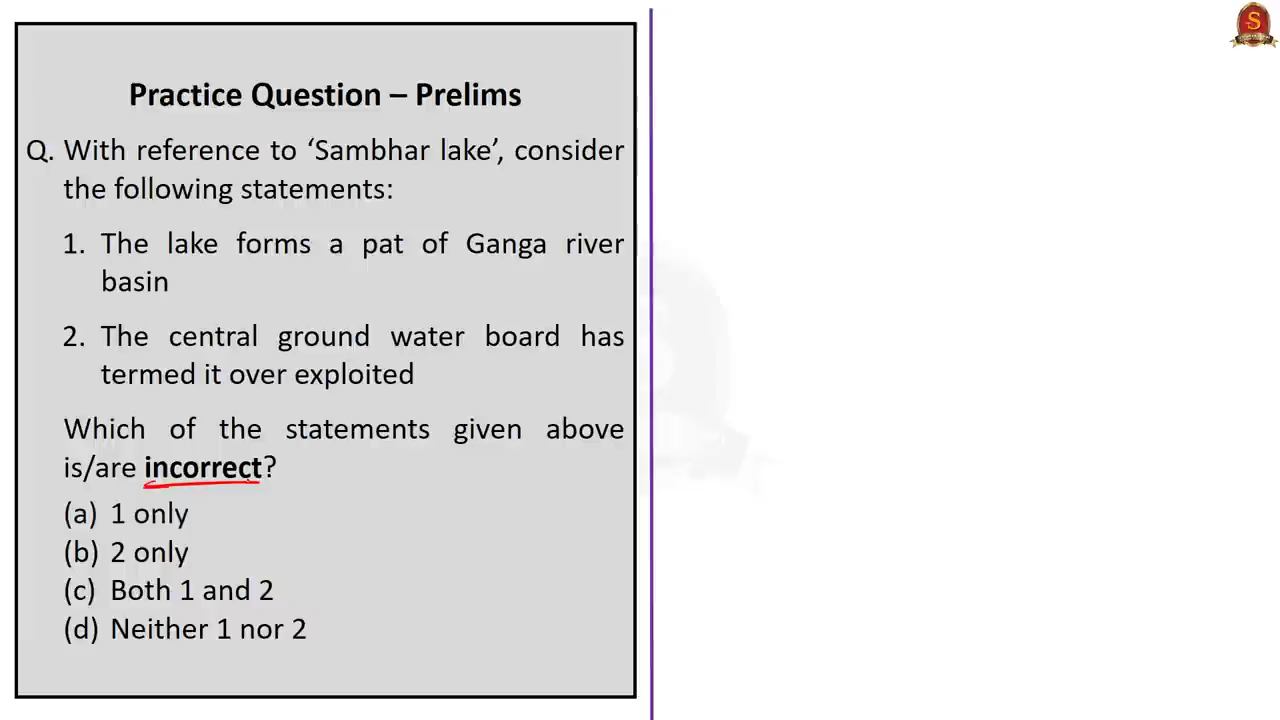 Practice Question – Prelims
Q. With reference to ‘Sambhar lake’, consider
the following statements:
1. The lake forms a pat of Ganga river
basin
2. The central ground water board has
termed it over exploited
Which of the statements given above
is/are incorrect?
(a) 1 only
(b) 2 only
(c) Both 1 and 2
(d) Neither 1 nor 2
S